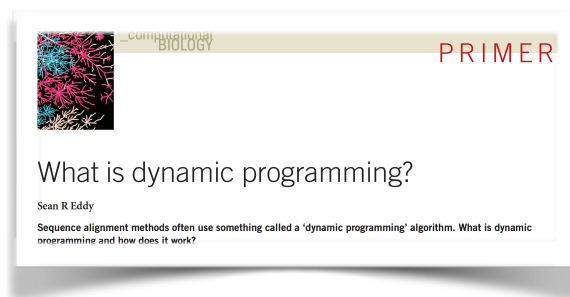 _computational
BIOLOGY
PRIMER
What is dynamic programming?
Sean R Eddy
Sequence alignment methods often use something called a ‘dynamic programming’ algorithm. What is dynamic
programming and how does it work?